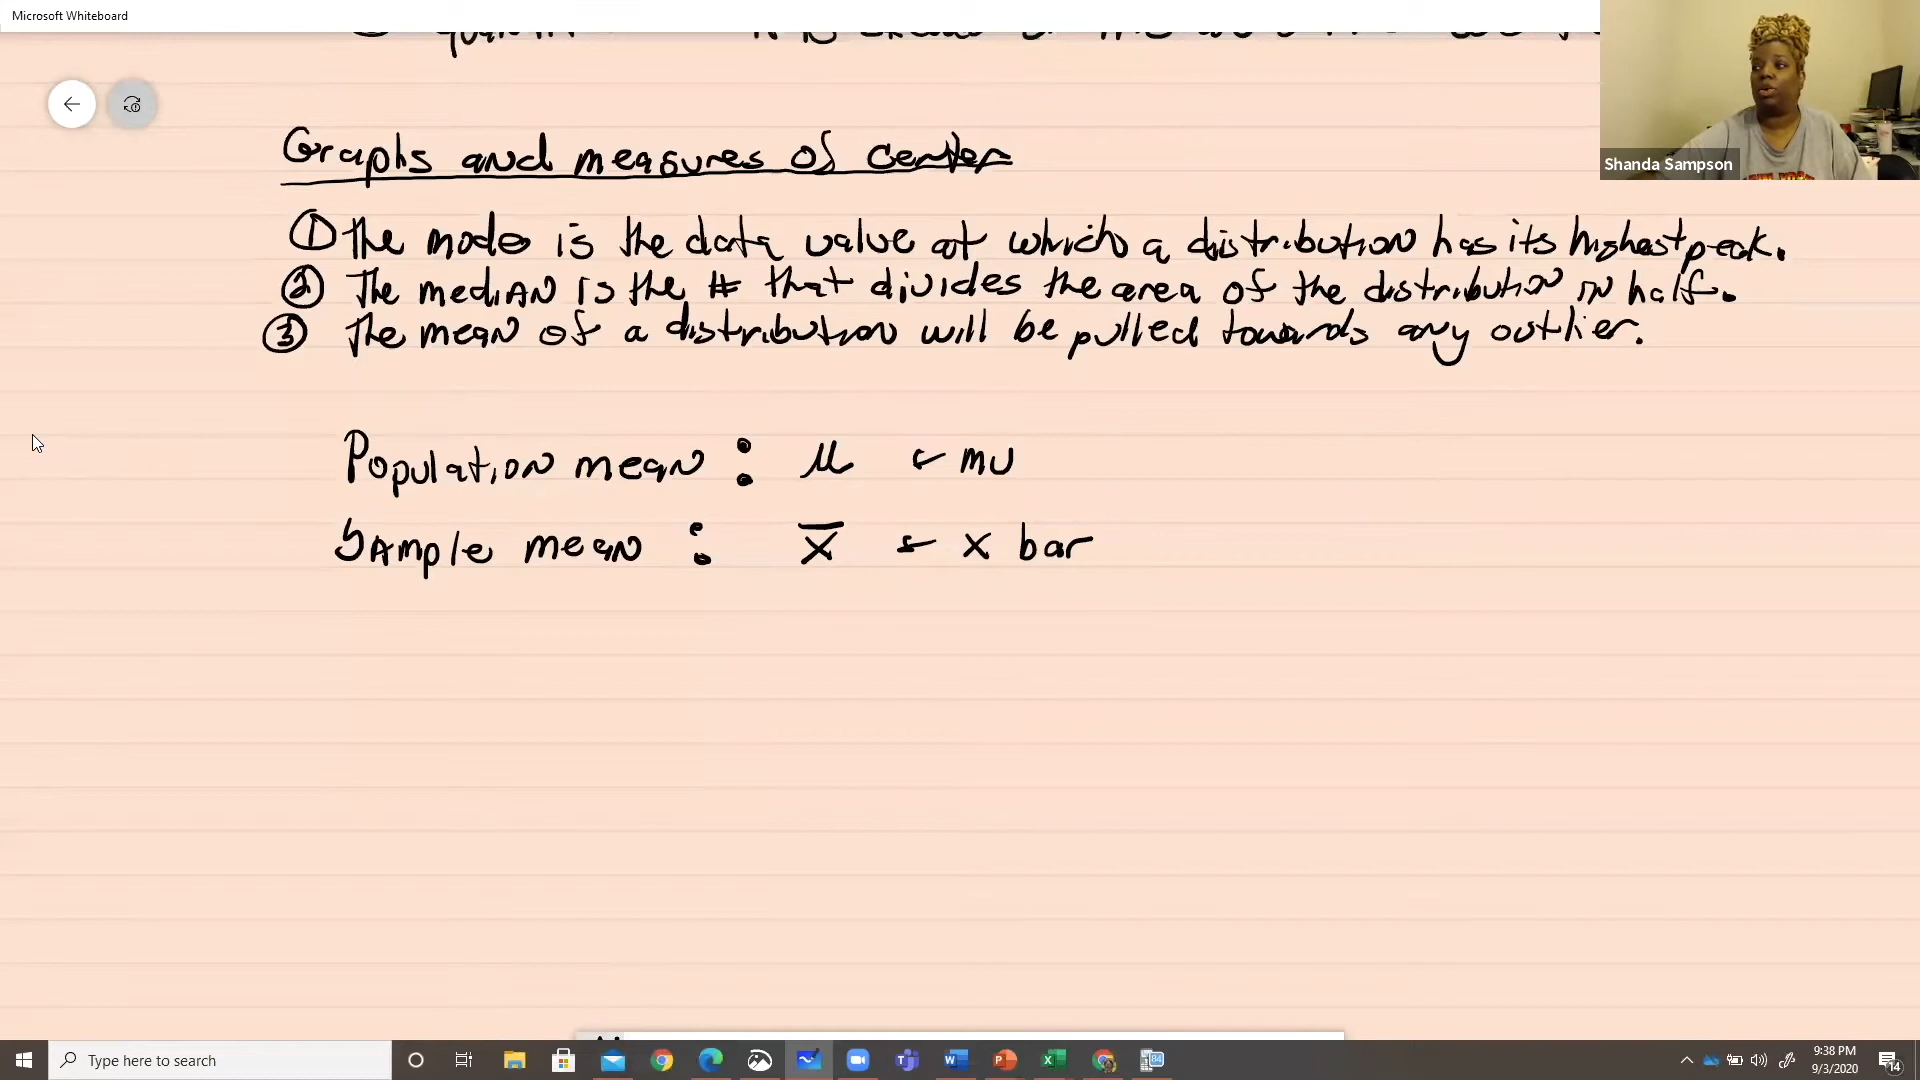 Microsoft Whiteboard
Graphs and measures of center
① The mode is the data value at which a distribution has its highest peak.
② The mediAN is the # that divides the area of the distribution in half.
③ The mean of a distribution will be pulled towards any outlier.
Population mean : μ ← mu
SAmple mean : x̄ ← x bar
Shanda Sampson
Type here to search
9:38 PM
9/3/2020
14
84